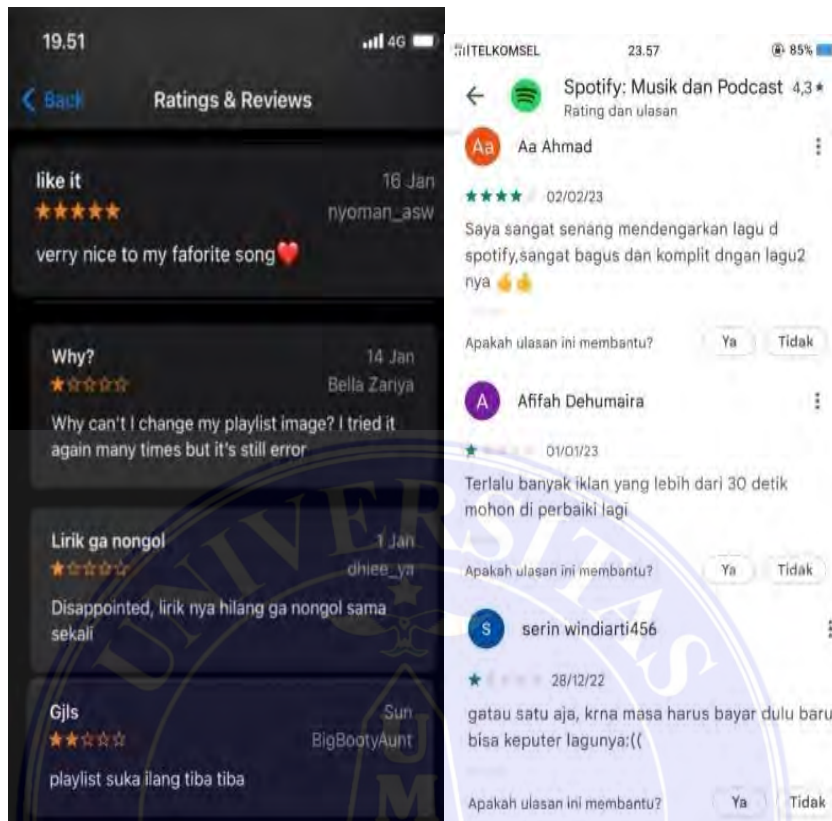 19.51
4G
Back
Ratings & Reviews
like it
16 Jan
nyoman_asw
verry nice to my faforite song❤️
Why?
14 Jan
Bella Zariya
Why can't I change my playlist image? I tried it
again many times but it's still error
Lirik ga nongol
1 Jan
dhiee_ya
Disappointed, lirik nya hilang ga nongol sama
sekali
Gjls
Sun
BigBootyAunt
playlist suka ilang tiba tiba
TELKOMSEL
23.57
85%
Spotify: Musik dan Podcast 4,3★
Rating dan ulasan
Aa
Aa Ahmad
02/02/23
Saya sangat senang mendengarkan lagu d
spotify,sangat bagus dan komplit dngan lagu2
nya 👍👍
Apakah ulasan ini membantu?
Ya
Tidak
A
Afifah Dehumaira
01/01/23
Terlalu banyak iklan yang lebih dari 30 detik
mohon di perbaiki lagi
Apakah ulasan ini membantu?
Ya
Tidak
S
serin windiarti456
28/12/22
gatau satu aja, krna masa harus bayar dulu baru
bisa keputer lagunya:((
Apakah ulasan ini membantu?
Ya
Tidak
UNIVERSITAS
U
M